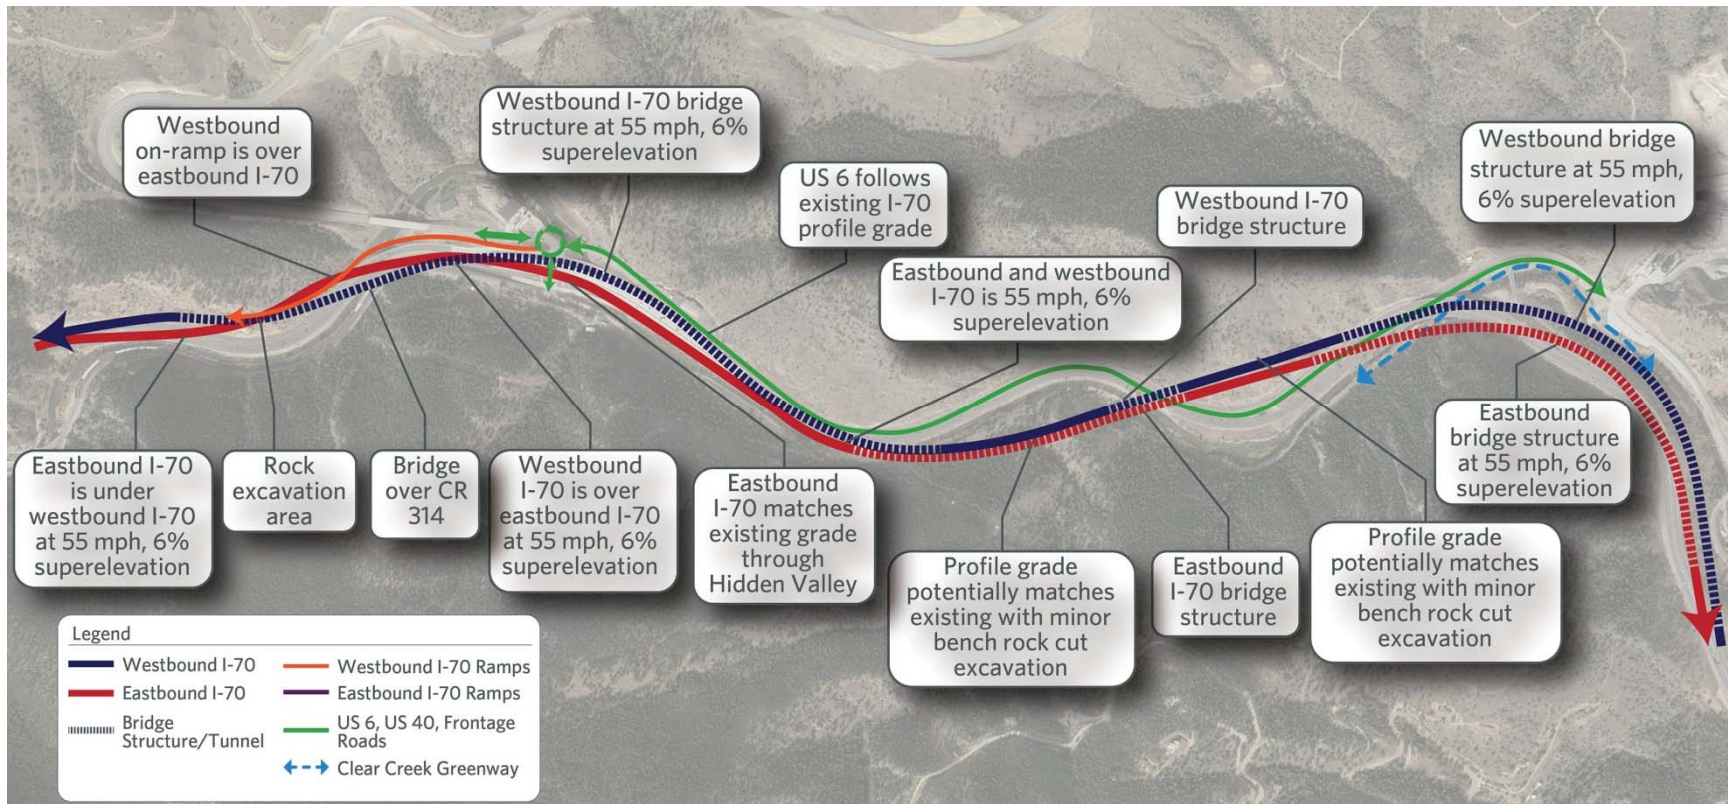 Westbound
on-ramp is over
eastbound I-70
Westbound I-70 bridge
structure at 55 mph, 6%
superelevation
US 6 follows
existing I-70
profile grade
Eastbound and westbound
I-70 is 55 mph, 6%
superelevation
Westbound I-70
bridge structure
Westbound bridge
structure at 55 mph,
6% superelevation
Eastbound I-70
is under
westbound I-70
at 55 mph, 6%
superelevation
Rock
excavation
area
Bridge
over CR
314
Westbound
I-70 is over
eastbound I-70
at 55 mph, 6%
superelevation
Eastbound
I-70 matches
existing grade
through
Hidden Valley
Profile grade
potentially matches
existing with minor
bench rock cut
excavation
Eastbound
I-70 bridge
structure
Profile grade
potentially matches
existing with minor
bench rock cut
excavation
Eastbound
bridge structure
at 55 mph, 6%
superelevation
Legend
Westbound I-70
Eastbound I-70
Bridge
Structure/Tunnel
Westbound I-70 Ramps
Eastbound I-70 Ramps
US 6, US 40, Frontage
Roads
Clear Creek Greenway